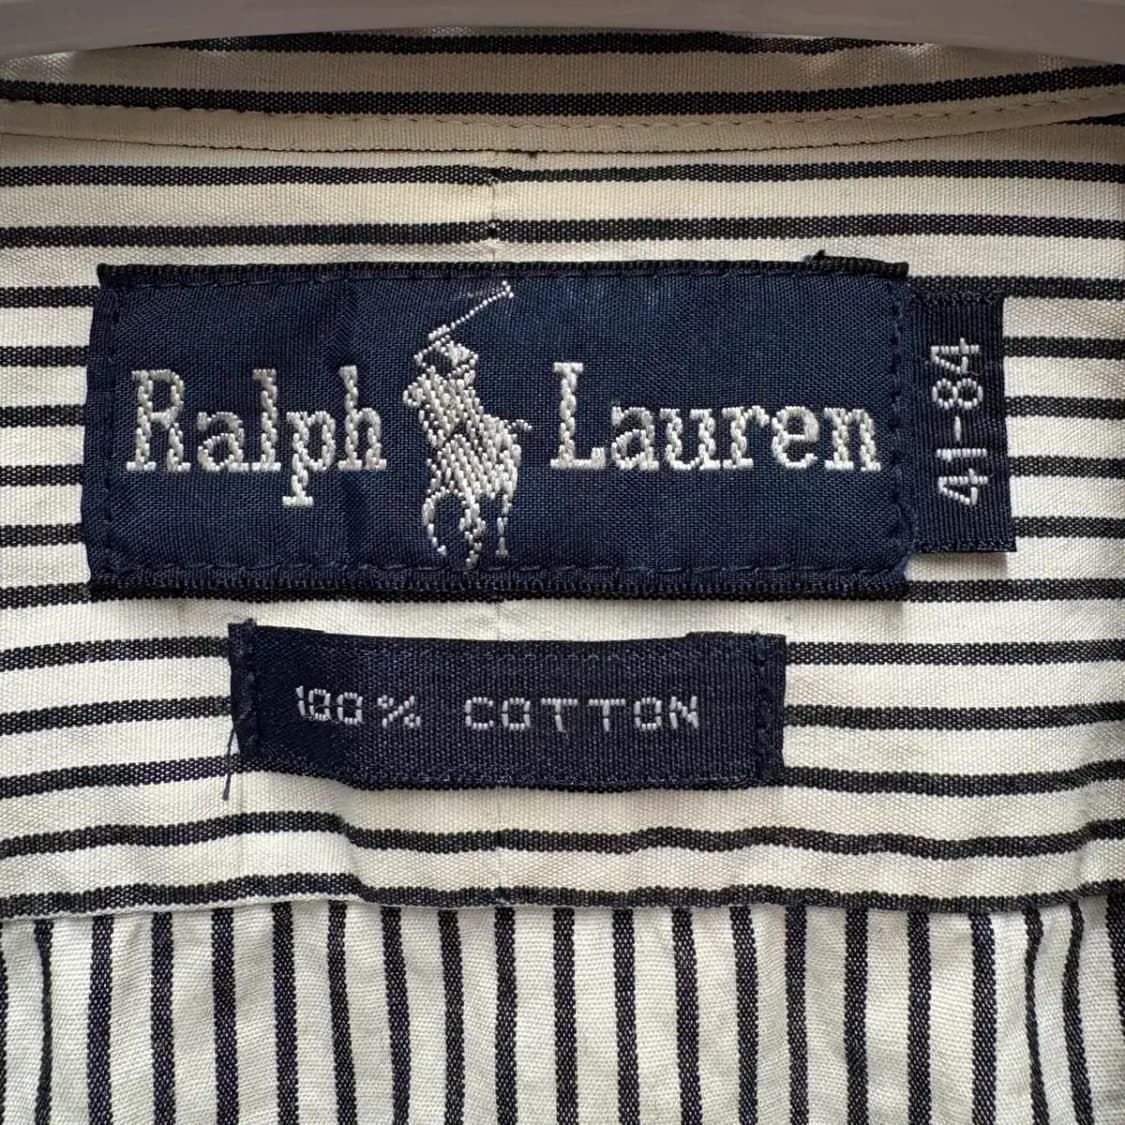 Ralph Lauren
41-84
100% COTTON